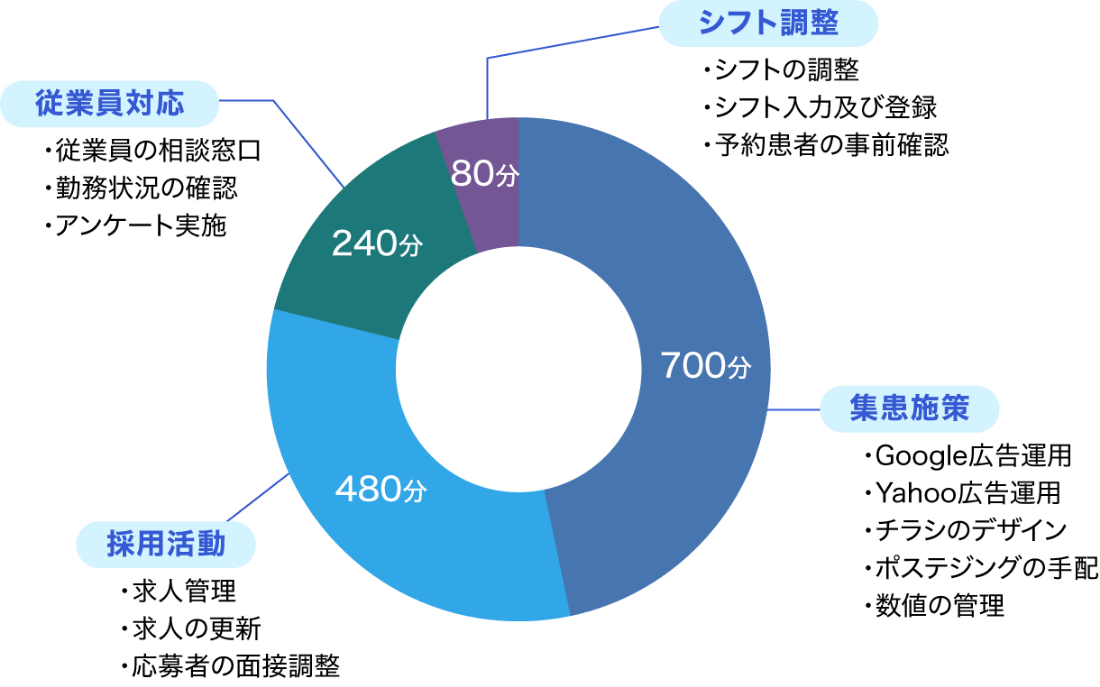 シフト調整
・シフトの調整
・シフト入力及び登録
・予約患者の事前確認
従業員対応
・従業員の相談窓口
・勤務状況の確認
・アンケート実施
80分
240分
700分
480分
集患施策
・Google広告運用
・Yahoo広告運用
・チラシのデザイン
・ポステジングの手配
・数値の管理
採用活動
・求人管理
・求人の更新
・応募者の面接調整